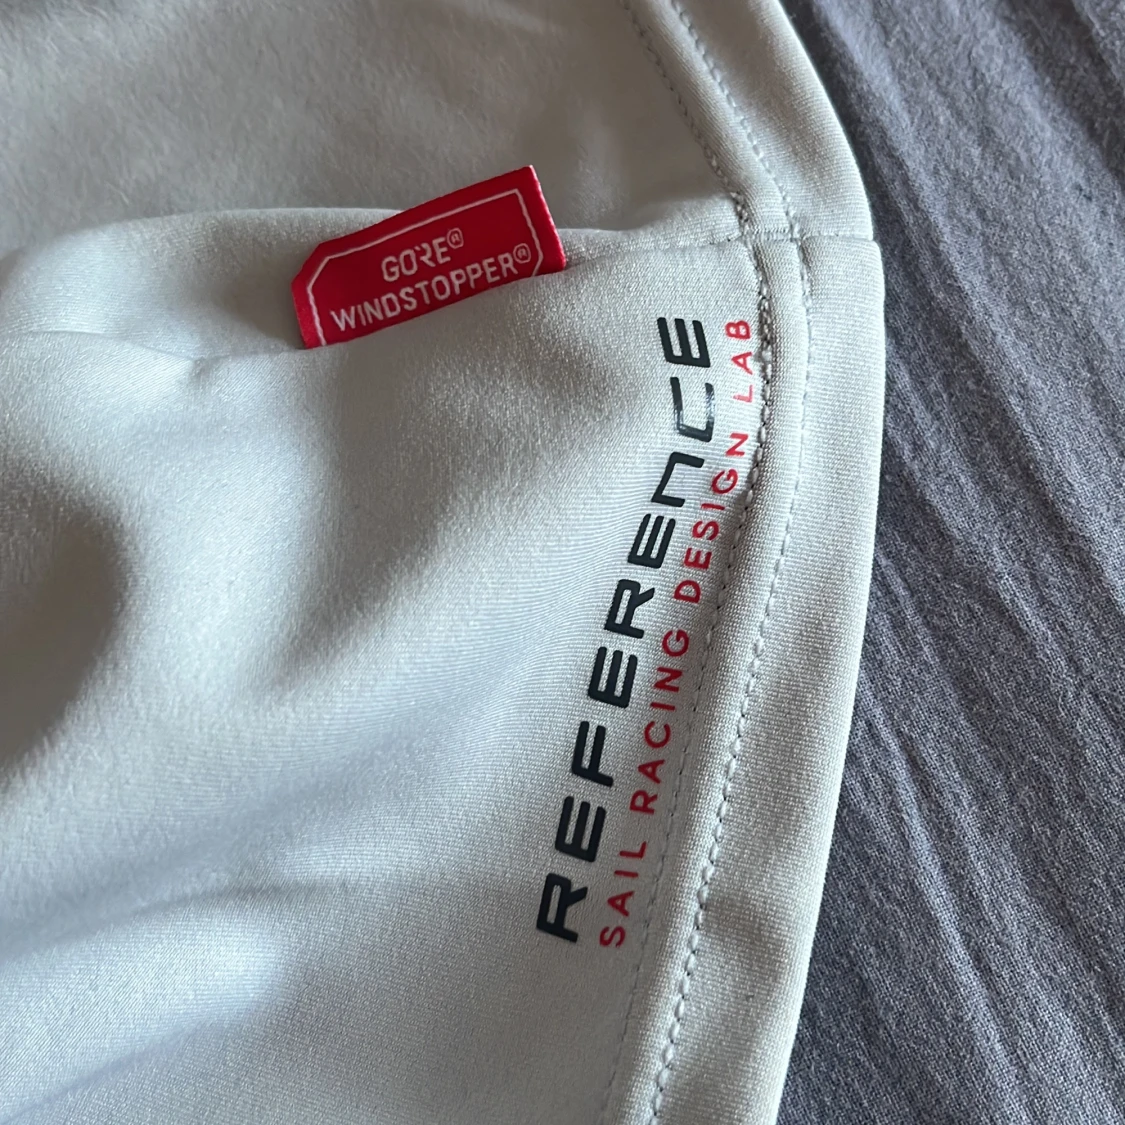 GORE®
WINDSTOPPER®
REFERENCE
SAIL RACING DESIGN LAB